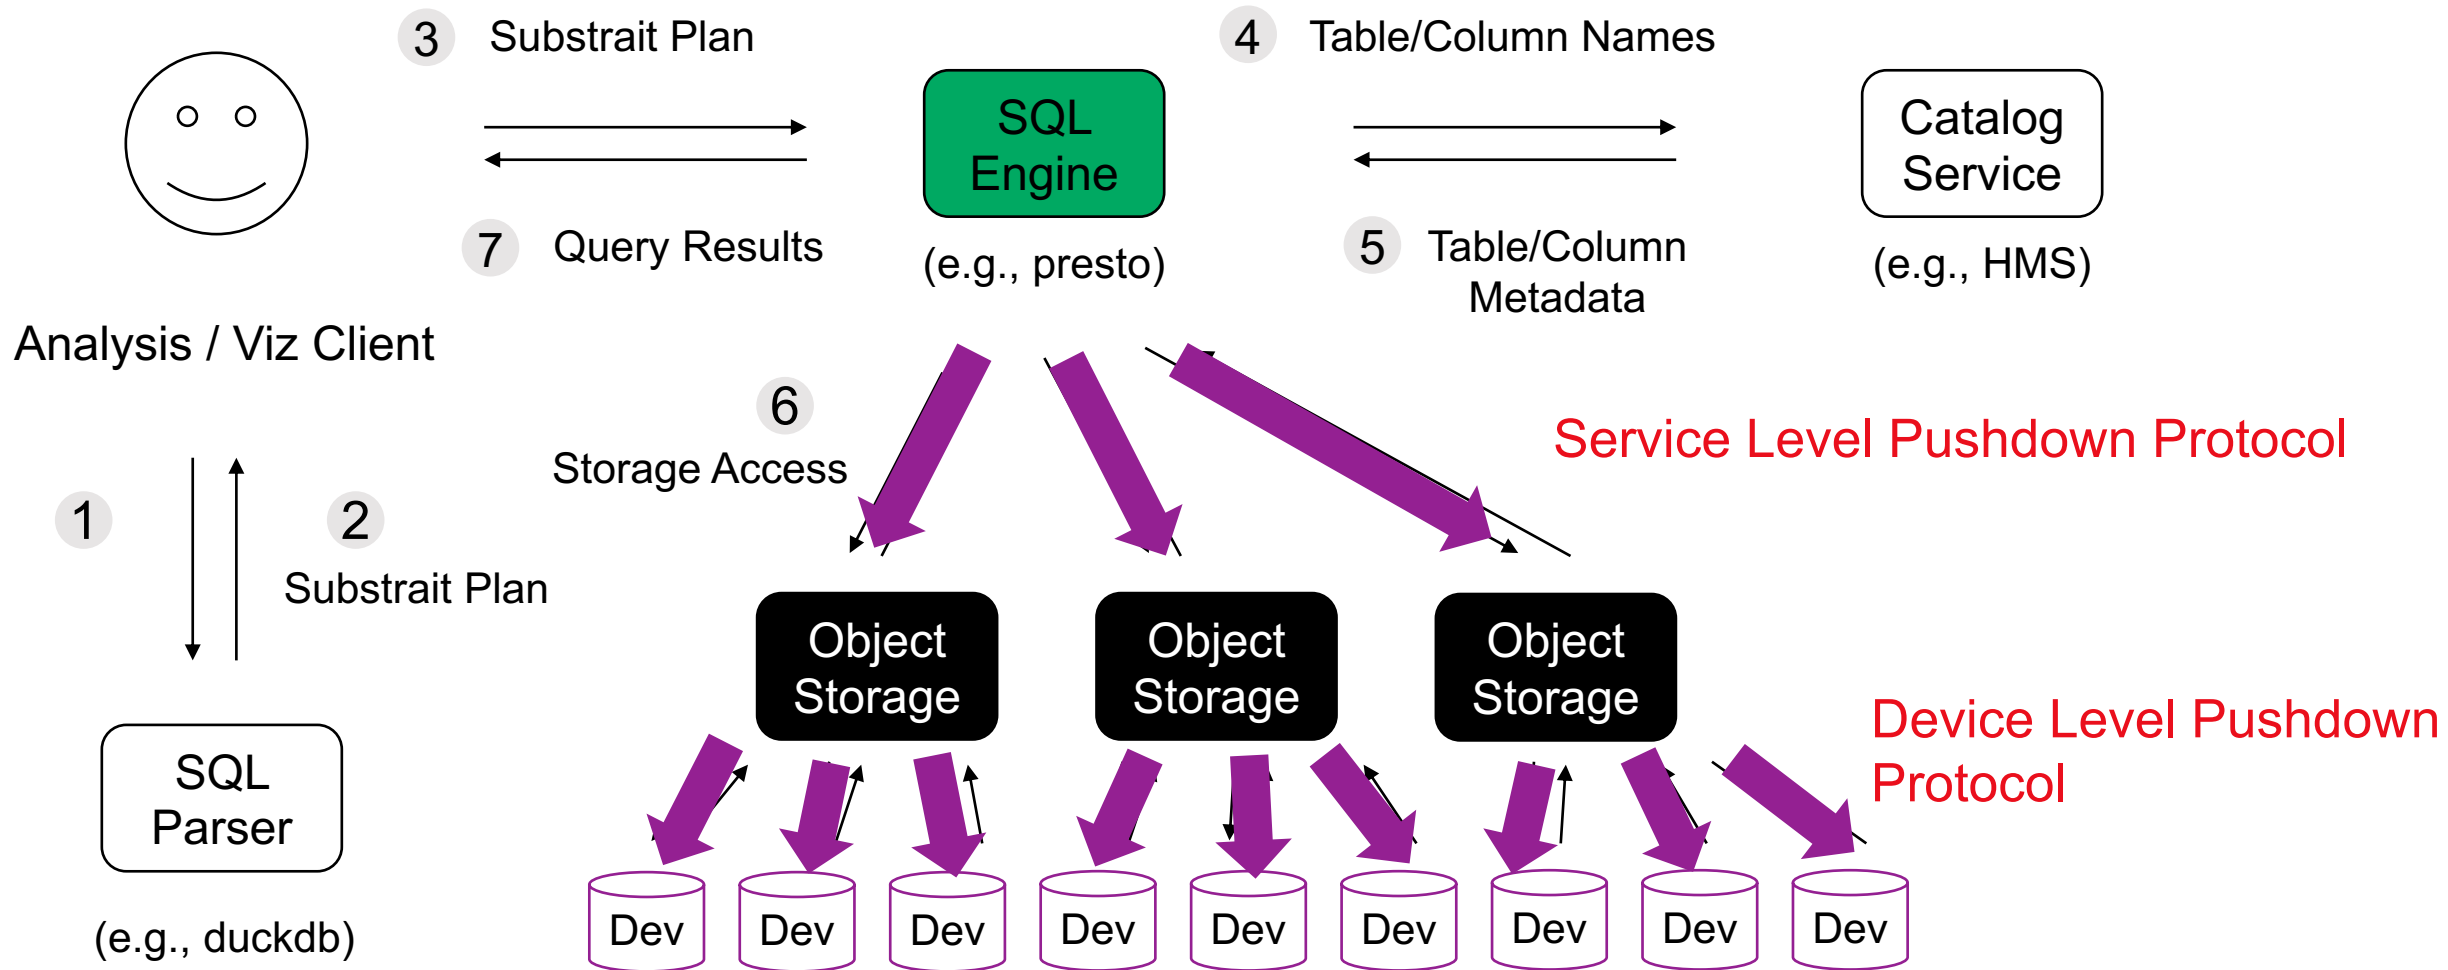 3 Substrait Plan
4 Table/Column Names
SQL
Engine
(e.g., presto)
Catalog
Service
(e.g., HMS)
7 Query Results
5 Table/Column
Metadata
Analysis / Viz Client
6
Storage Access
Service Level Pushdown Protocol
1
2
Substrait Plan
Object
Storage
Object
Storage
Object
Storage
Device Level Pushdown
Protocol
SQL
Parser
(e.g., duckdb)
Dev
Dev
Dev
Dev
Dev
Dev
Dev
Dev
Dev